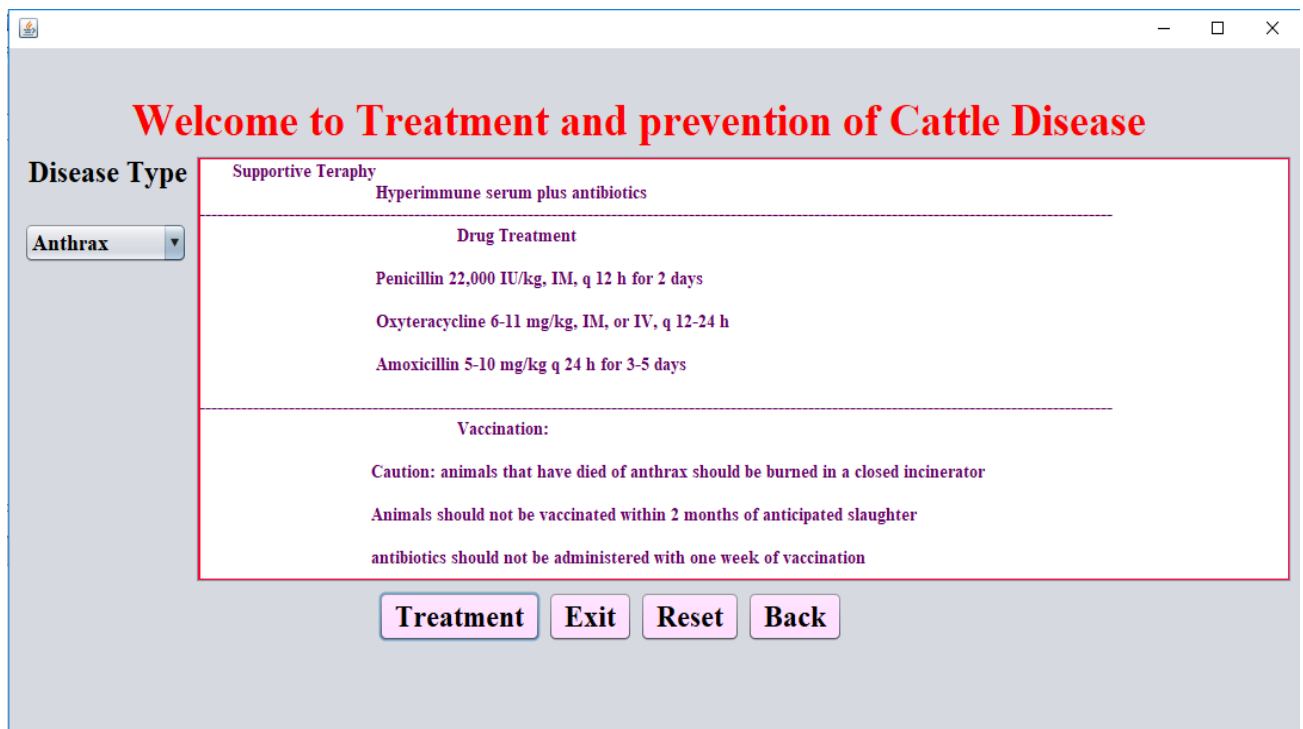 Welcome to Treatment and prevention of Cattle Disease
Disease Type
Anthrax
Supportive Teraphy
Hyperimmune serum plus antibiotics
Drug Treatment
Penicillin 22,000 IU/kg, IM, q 12 h for 2 days
Oxyteracycline 6-11 mg/kg, IM, or IV, q 12-24 h
Amoxicillin 5-10 mg/kg q 24 h for 3-5 days
Vaccination:
Caution: animals that have died of anthrax should be burned in a closed incinerator
Animals should not be vaccinated within 2 months of anticipated slaughter
antibiotics should not be administered with one week of vaccination
Treatment Exit Reset Back